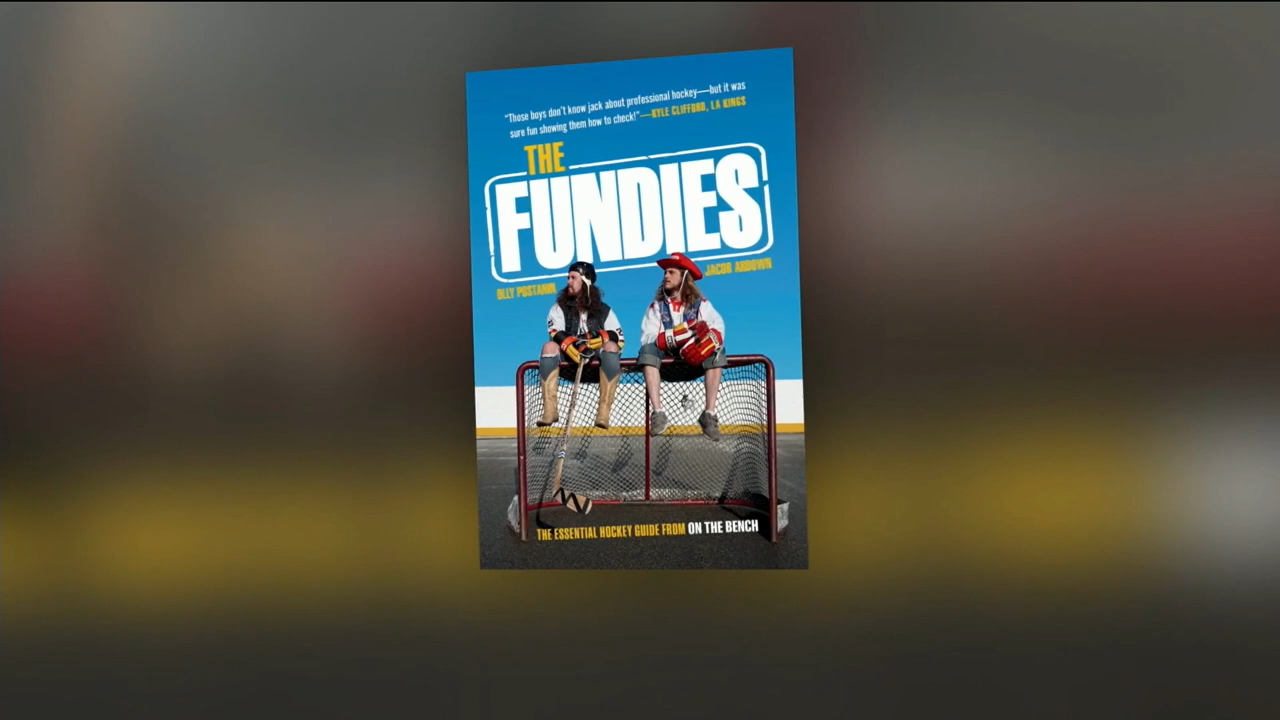 “Those boys don’t know jack about professional hockey—but it was
sure fun showing them how to check!”—KYLE CLIFFORD, LA KINGS
THE
FUNDIES
OLLY POSTANIN
JACOB ARDOWN
THE ESSENTIAL HOCKEY GUIDE FROM ON THE BENCH